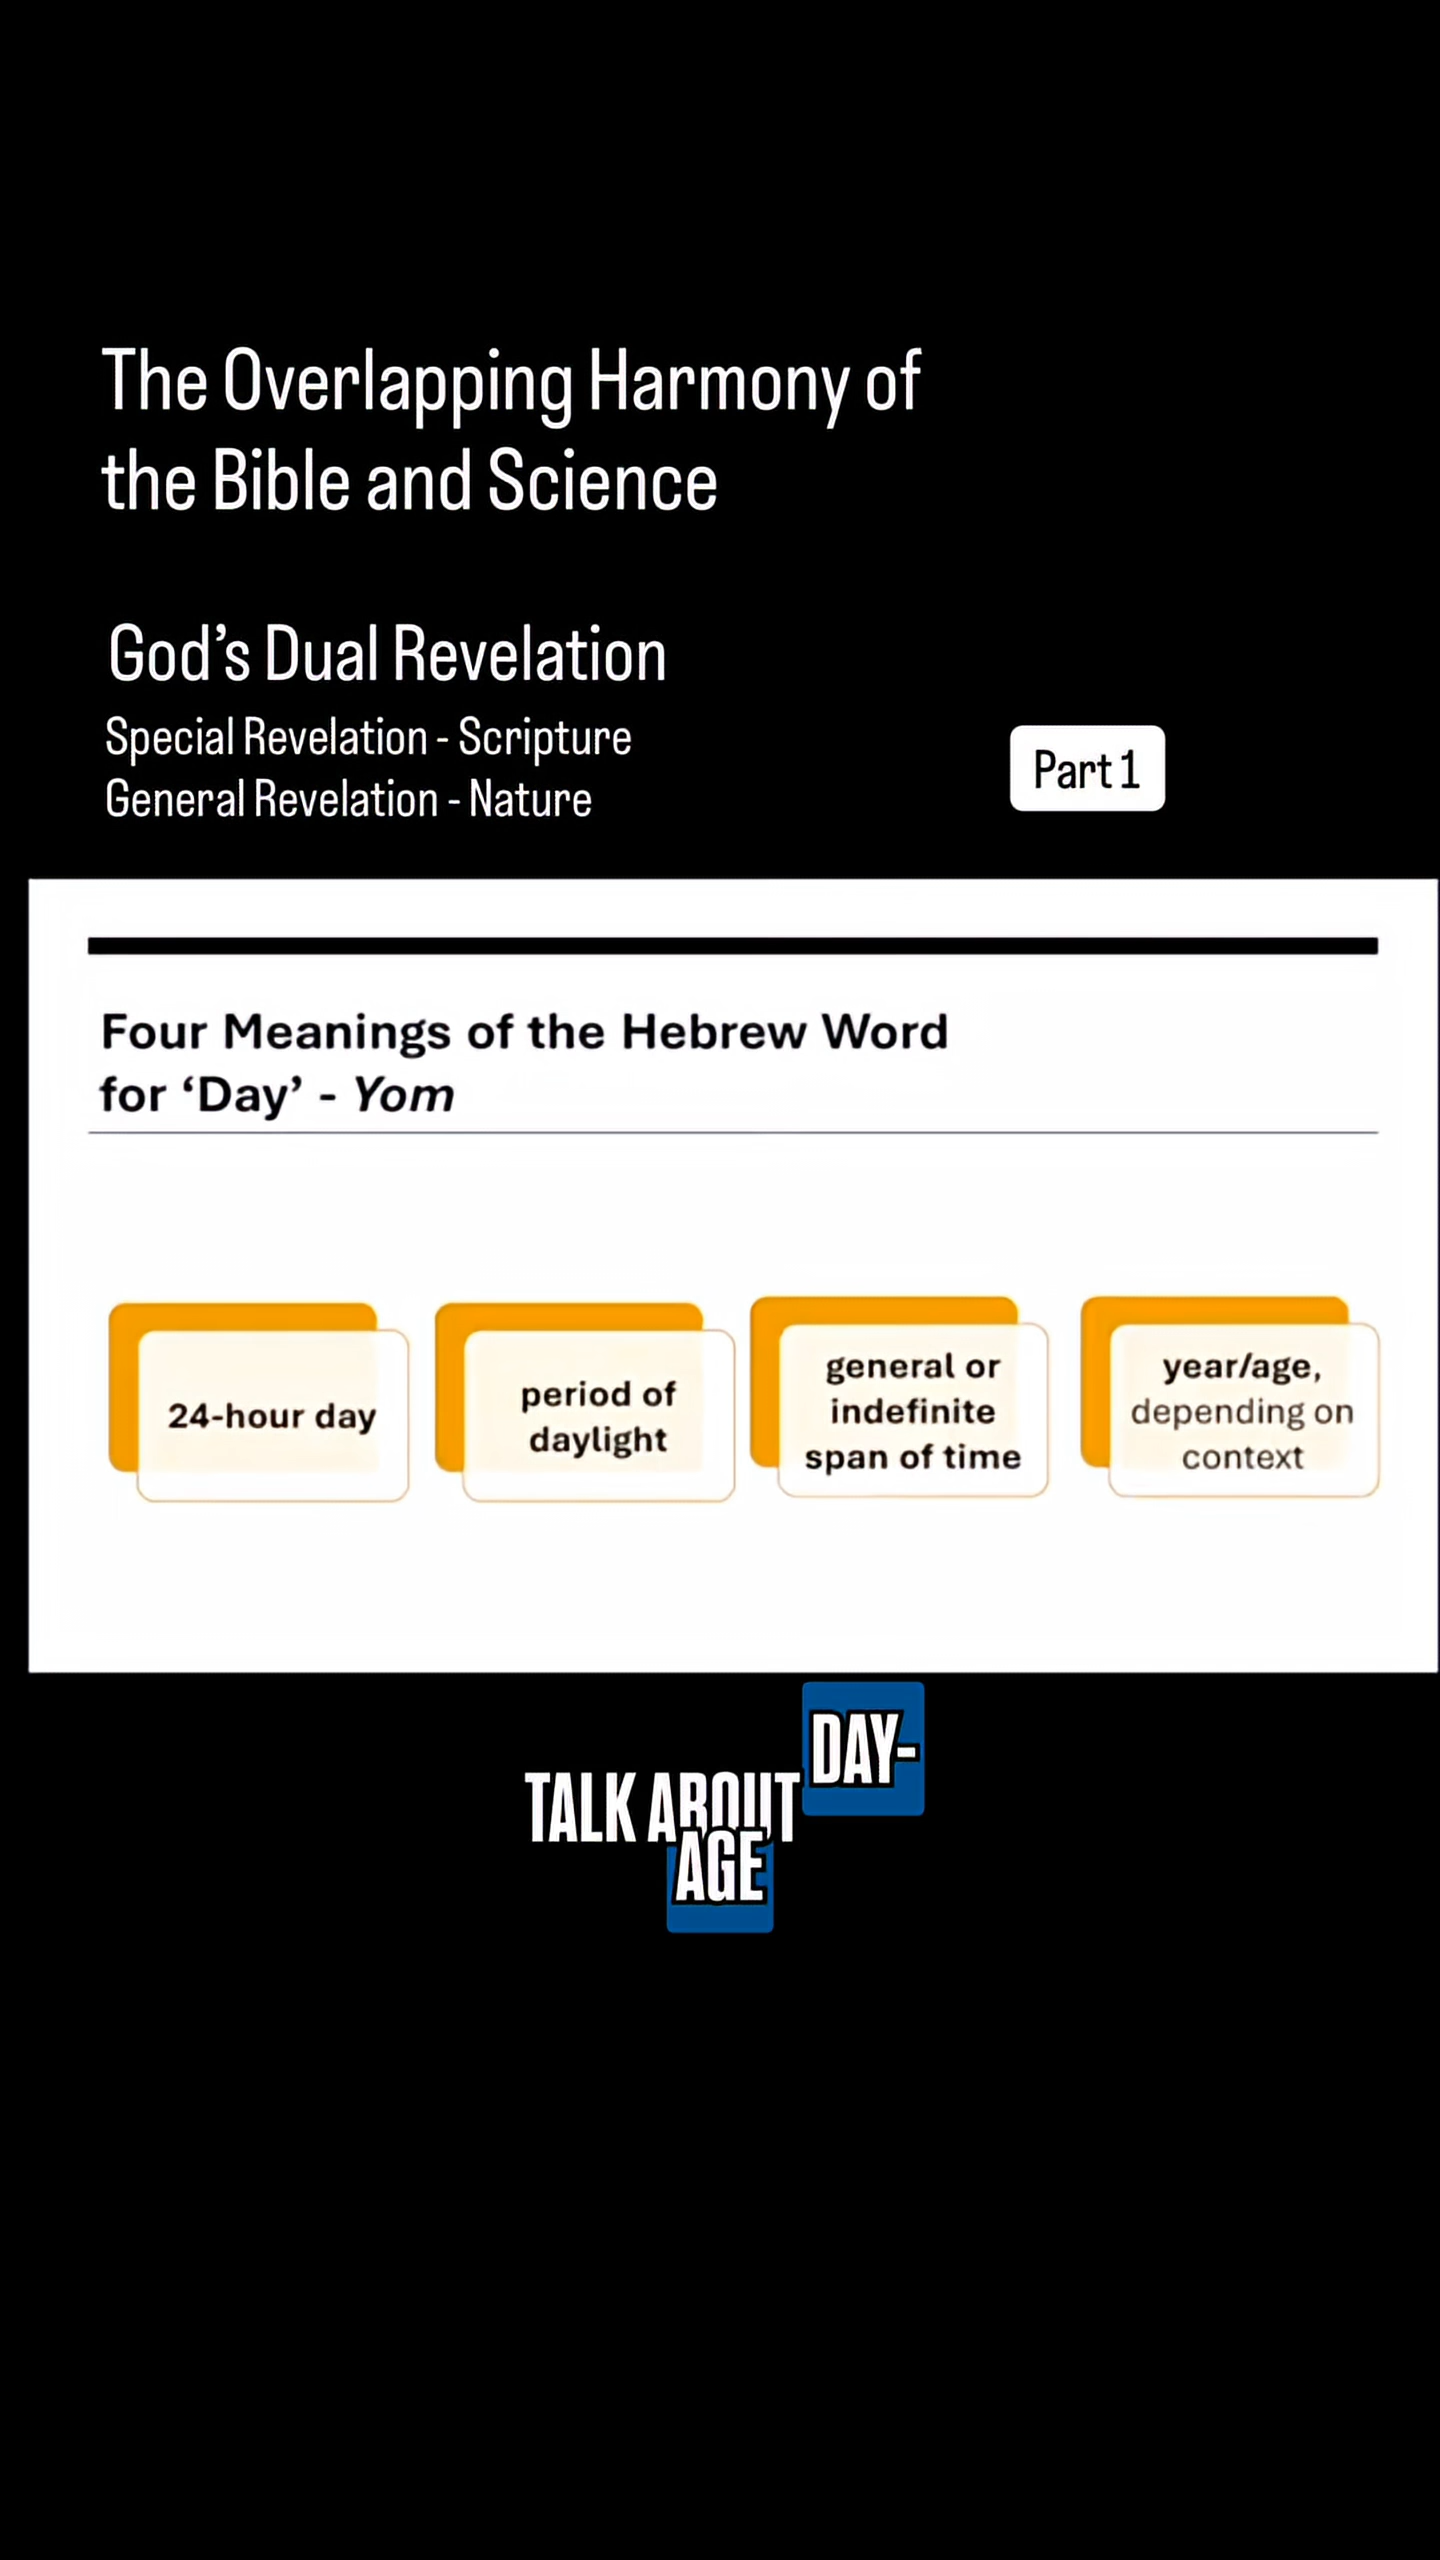 The Overlapping Harmony of
the Bible and Science
God’s Dual Revelation
Special Revelation - Scripture
General Revelation - Nature
Part 1
Four Meanings of the Hebrew Word
for ‘Day’ - Yom
24-hour day
period of
daylight
general or
indefinite
span of time
year/age,
depending on
context
TALK ABOUT DAY-
AGE